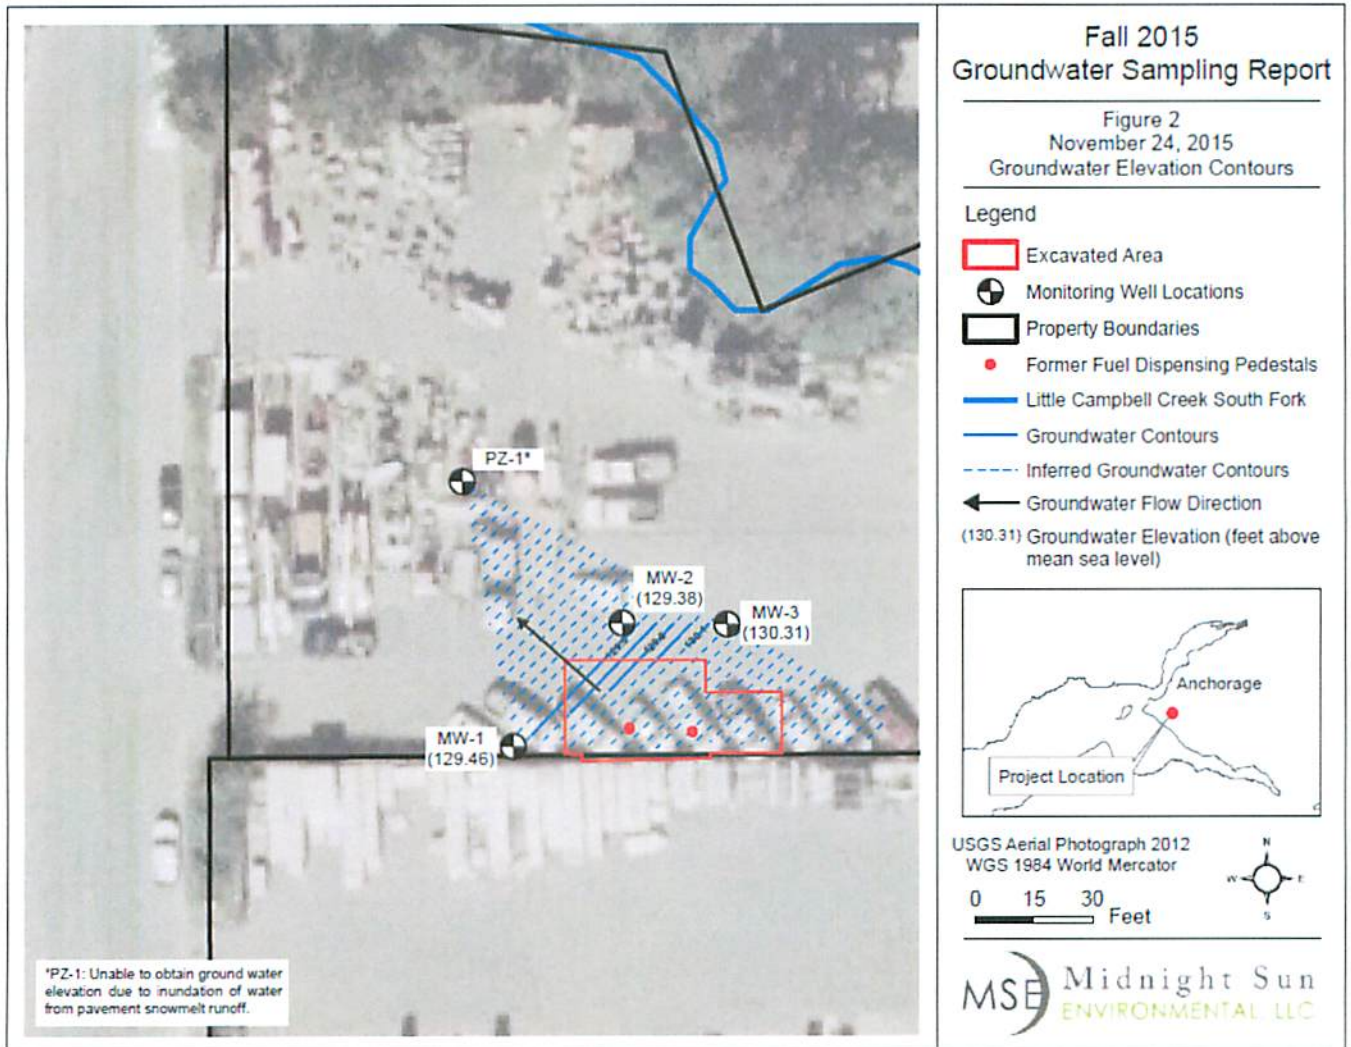 Fall 2015
Groundwater Sampling Report
Figure 2
November 24, 2015
Groundwater Elevation Contours
Legend
Excavated Area
Monitoring Well Locations
Property Boundaries
Former Fuel Dispensing Pedestals
Little Campbell Creek South Fork
Groundwater Contours
Inferred Groundwater Contours
Groundwater Flow Direction
(130.31) Groundwater Elevation (feet above
mean sea level)
PZ-1*
MW-2
(129.38)
MW-3
(130.31)
MW-1
(129.46)
*PZ-1: Unable to obtain ground water
elevation due to inundation of water
from pavement snowmelt runoff.
Anchorage
Project Location
USGS Aerial Photograph 2012
WGS 1984 World Mercator
N
W E
S
0 15 30
Feet
MSE Midnight Sun
ENVIRONMENTAL, LLC